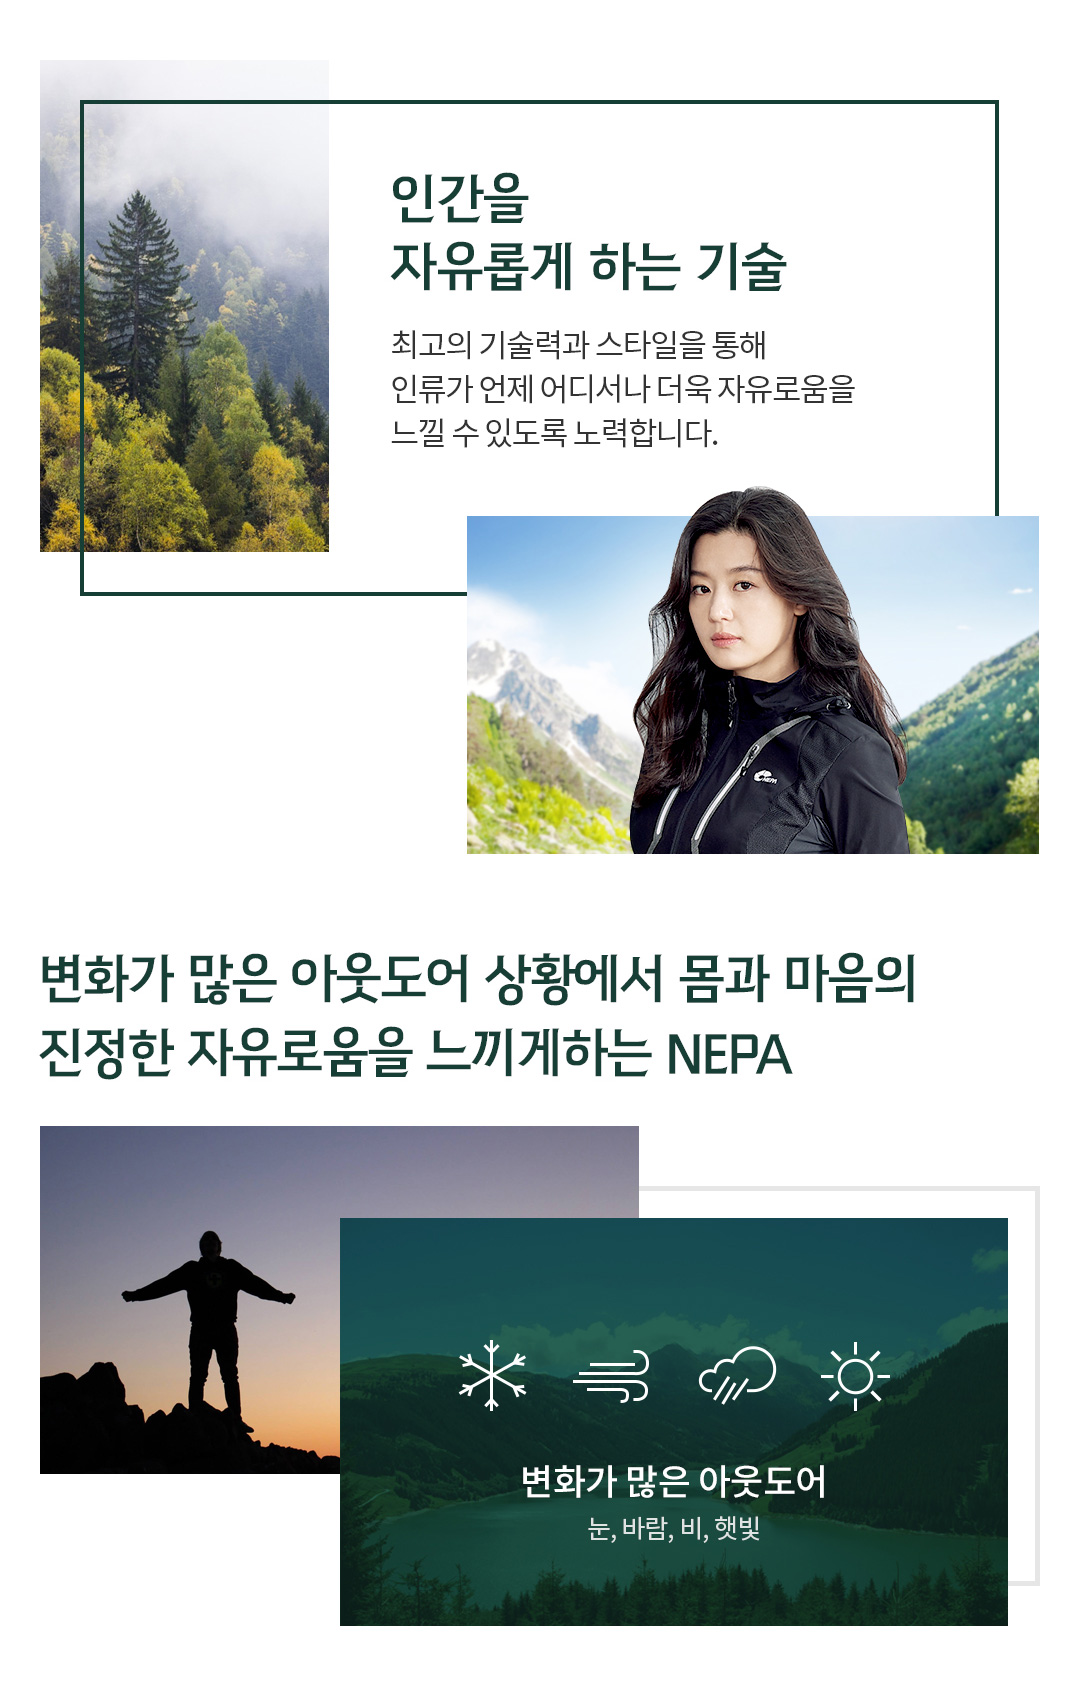 인간을
자유롭게 하는 기술
최고의 기술력과 스타일을 통해
인류가 언제 어디서나 더욱 자유로움을
느낄 수 있도록 노력합니다.
NEPA
변화가 많은 아웃도어 상황에서 몸과 마음의
진정한 자유로움을 느끼게하는 NEPA
변화가 많은 아웃도어
눈, 바람, 비, 햇빛